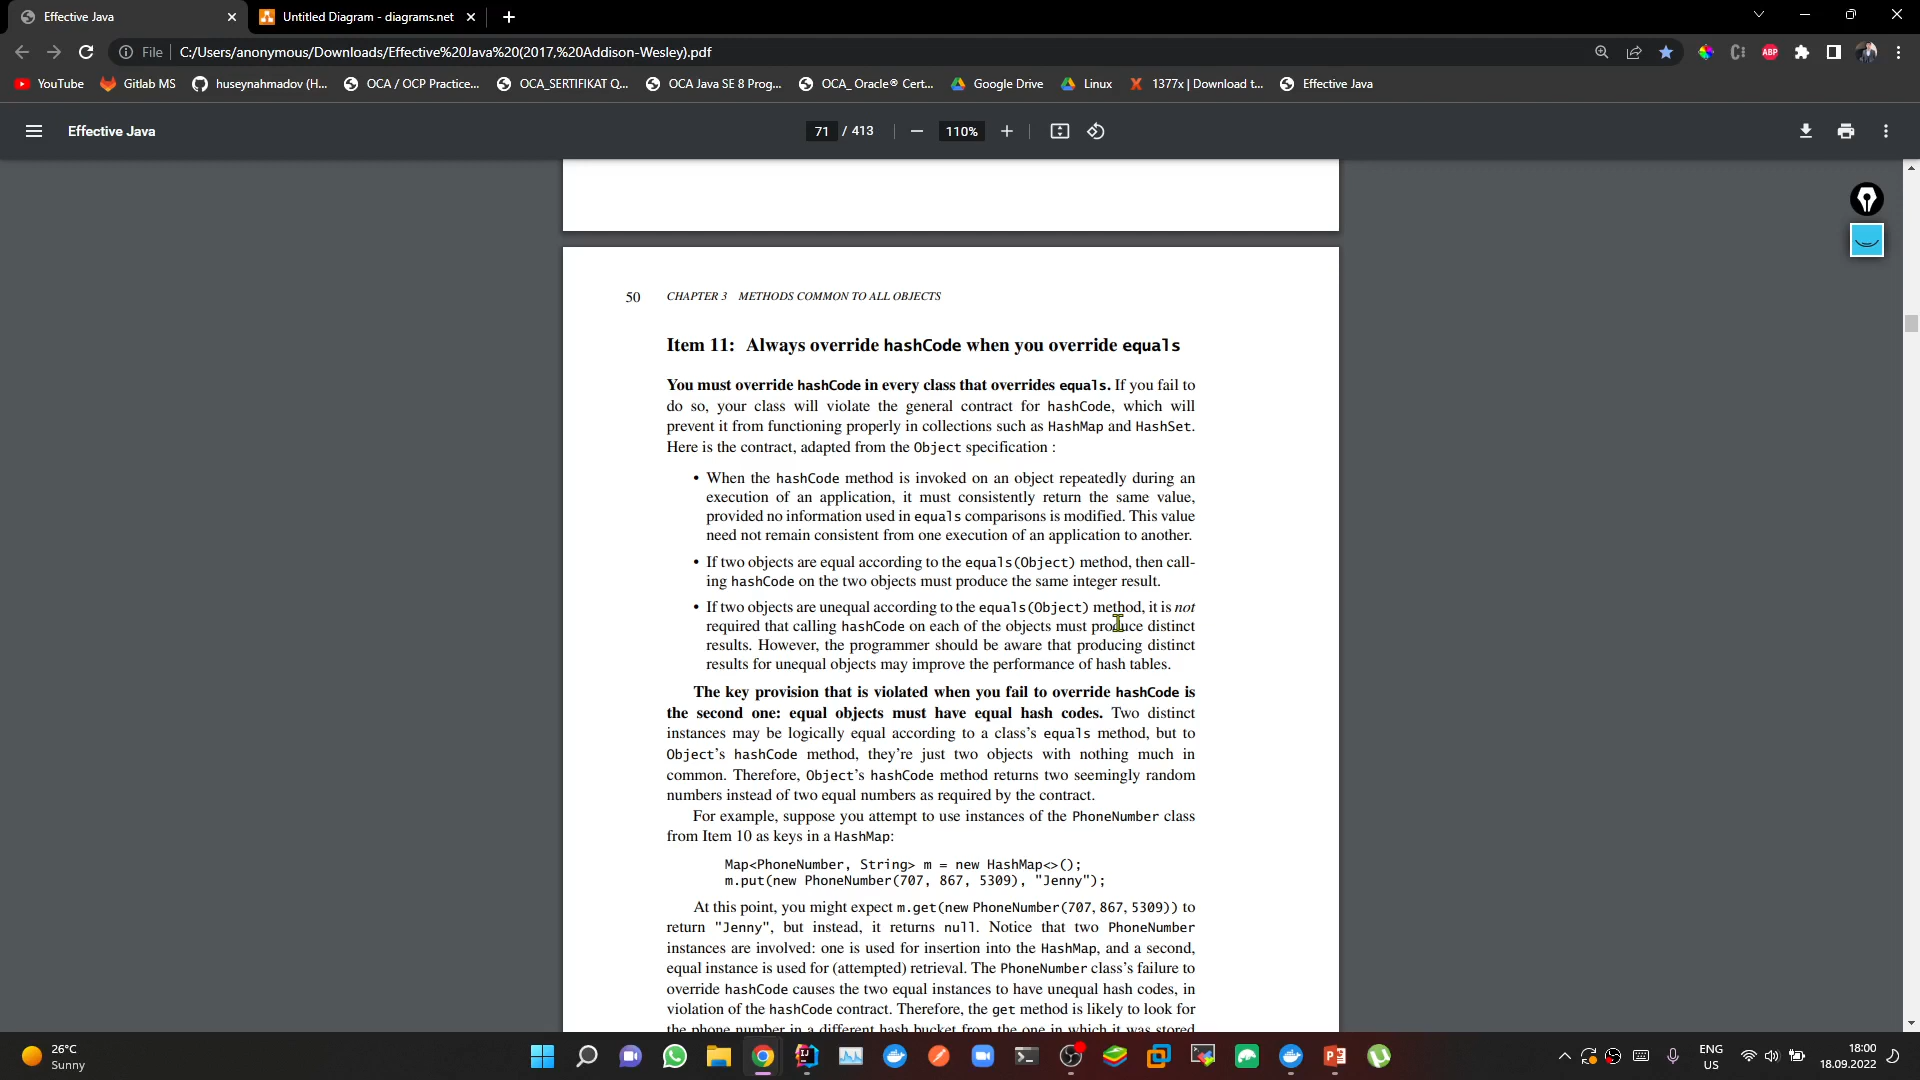 Effective Java
Untitled Diagram - diagrams.net
File
C:/Users/anonymous/Downloads/Effective%20Java%20(2017,%20Addison-Wesley).pdf
ABP
YouTube
Gitlab MS
huseynahmadov (H...
OCA / OCP Practice...
OCA_SERTIFIKAT Q...
OCA Java SE 8 Prog...
OCA_ Oracle® Cert...
Google Drive
Linux
1377x | Download t...
Effective Java
Effective Java
71 / 413
110%
50 CHAPTER 3 METHODS COMMON TO ALL OBJECTS
Item 11: Always override hashCode when you override equals
You must override hashCode in every class that overrides equals. If you fail to
do so, your class will violate the general contract for hashCode, which will
prevent it from functioning properly in collections such as HashMap and HashSet.
Here is the contract, adapted from the Object specification :
• When the hashCode method is invoked on an object repeatedly during an
execution of an application, it must consistently return the same value,
provided no information used in equals comparisons is modified. This value
need not remain consistent from one execution of an application to another.
• If two objects are equal according to the equals(Object) method, then call-
ing hashCode on the two objects must produce the same integer result.
• If two objects are unequal according to the equals(Object) method, it is not
required that calling hashCode on each of the objects must produce distinct
results. However, the programmer should be aware that producing distinct
results for unequal objects may improve the performance of hash tables.
The key provision that is violated when you fail to override hashCode is
the second one: equal objects must have equal hash codes. Two distinct
instances may be logically equal according to a class’s equals method, but to
Object’s hashCode method, they’re just two objects with nothing much in
common. Therefore, Object’s hashCode method returns two seemingly random
numbers instead of two equal numbers as required by the contract.
For example, suppose you attempt to use instances of the PhoneNumber class
from Item 10 as keys in a HashMap:
Map<PhoneNumber, String> m = new HashMap<>();
m.put(new PhoneNumber(707, 867, 5309), "Jenny");
At this point, you might expect m.get(new PhoneNumber(707, 867, 5309)) to
return "Jenny", but instead, it returns null. Notice that two PhoneNumber
instances are involved: one is used for insertion into the HashMap, and a second,
equal instance is used for (attempted) retrieval. The PhoneNumber class’s failure to
override hashCode causes the two equal instances to have unequal hash codes, in
violation of the hashCode contract. Therefore, the get method is likely to look for
the phone number in a different hash bucket from the one in which it was stored
26°C
Sunny
ENG
US
18:00
18.09.2022